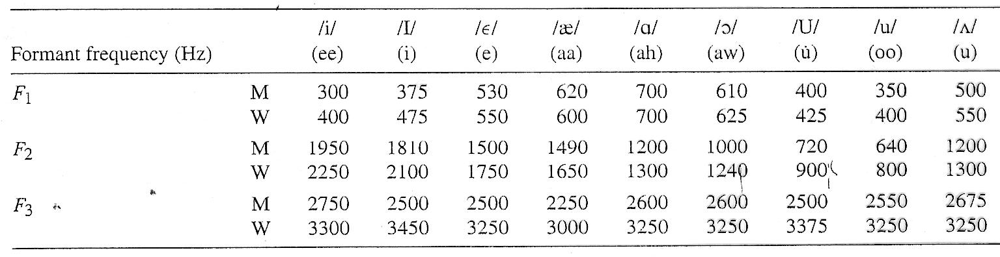 /i/ /I/ /ϵ/ /æ/ /ɑ/ /ɔ/ /U/ /u/ /ʌ/
Formant frequency (Hz) (ee) (i) (e) (aa) (ah) (aw) (u̇) (oo) (u)
F1 M 300 375 530 620 700 610 400 350 500
W 400 475 550 600 700 625 425 400 550
F2 M 1950 1810 1500 1490 1200 1000 720 640 1200
W 2250 2100 1750 1650 1300 1240 900 800 1300
F3 M 2750 2500 2500 2250 2600 2600 2500 2550 2675
W 3300 3450 3250 3000 3250 3250 3375 3250 3250